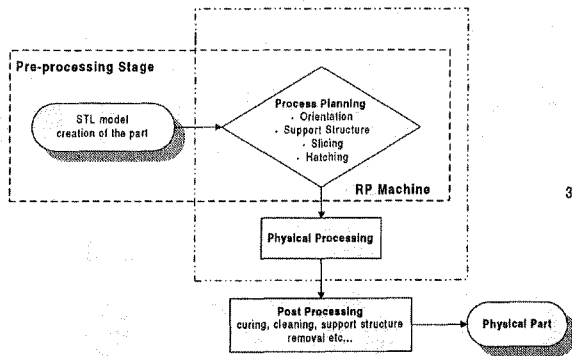 Pre-processing Stage
STL model
creation of the part
Process Planning
· Orientation
· Support Structure
· Slicing
· Hatching
RP Machine
3
Physical Processing
Post Processing
curing, cleaning, support structure
removal etc...
Physical Part